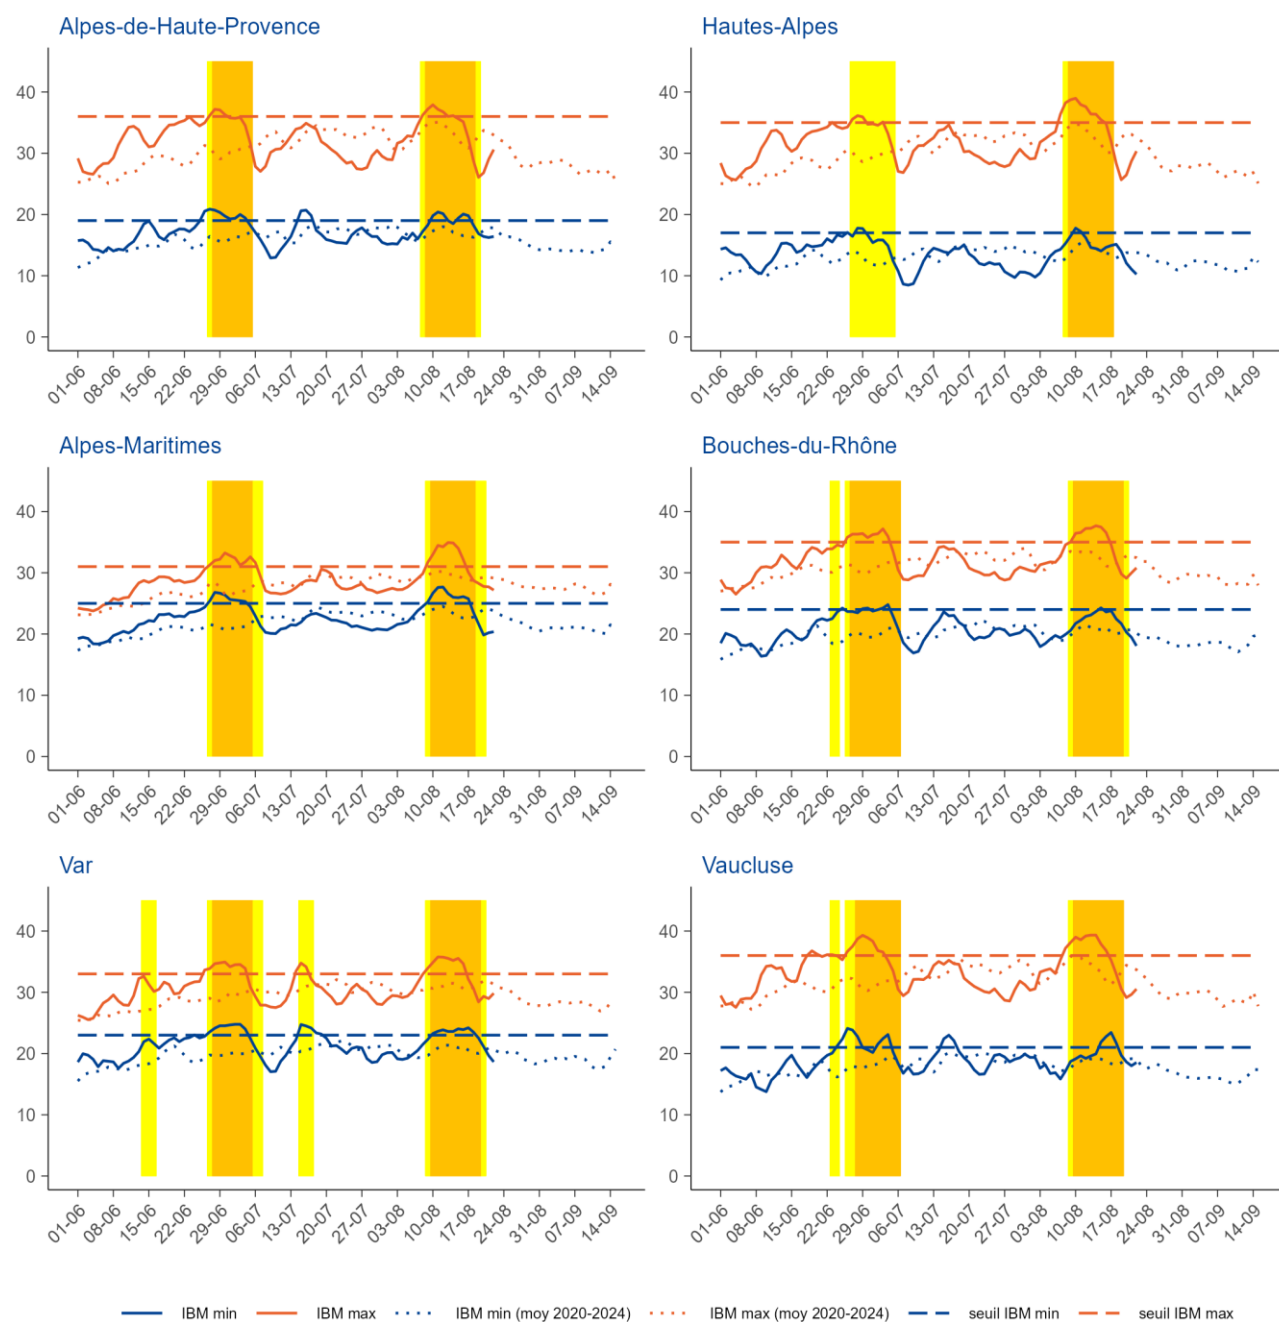 Alpes-de-Haute-Provence
40
30
20
10
0
01-06 08-06 15-06 22-06 29-06 06-07 13-07 20-07 27-07 03-08 10-08 17-08 24-08 31-08 07-09 14-09
Hautes-Alpes
40
30
20
10
0
01-06 08-06 15-06 22-06 29-06 06-07 13-07 20-07 27-07 03-08 10-08 17-08 24-08 31-08 07-09 14-09
Alpes-Maritimes
40
30
20
10
0
01-06 08-06 15-06 22-06 29-06 06-07 13-07 20-07 27-07 03-08 10-08 17-08 24-08 31-08 07-09 14-09
Bouches-du-Rhône
40
30
20
10
0
01-06 08-06 15-06 22-06 29-06 06-07 13-07 20-07 27-07 03-08 10-08 17-08 24-08 31-08 07-09 14-09
Var
40
30
20
10
0
01-06 08-06 15-06 22-06 29-06 06-07 13-07 20-07 27-07 03-08 10-08 17-08 24-08 31-08 07-09 14-09
Vaucluse
40
30
20
10
0
01-06 08-06 15-06 22-06 29-06 06-07 13-07 20-07 27-07 03-08 10-08 17-08 24-08 31-08 07-09 14-09
IBM min IBM max IBM min (moy 2020-2024) IBM max (moy 2020-2024) seuil IBM min seuil IBM max